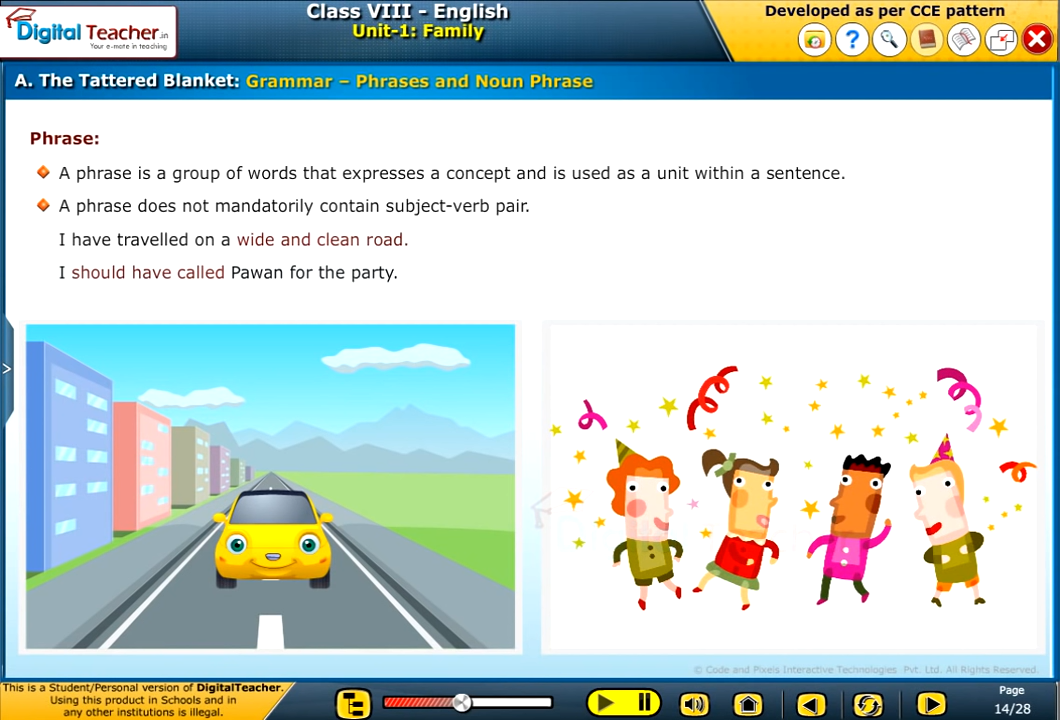 Digital Teacher.in
Your e-mate in teaching
Class VIII - English
Unit-1: Family
Developed as per CCE pattern
A. The Tattered Blanket: Grammar – Phrases and Noun Phrase
Phrase:
A phrase is a group of words that expresses a concept and is used as a unit within a sentence.
A phrase does not mandatorily contain subject-verb pair.
I have travelled on a wide and clean road.
I should have called Pawan for the party.
© Code and Pixels Interactive Technologies. Pvt. Ltd. All Rights Reserved.
This is a Student/Personal version of DigitalTeacher.
Using this product in Schools and in
any other institutions is illegal.
Page
14/28